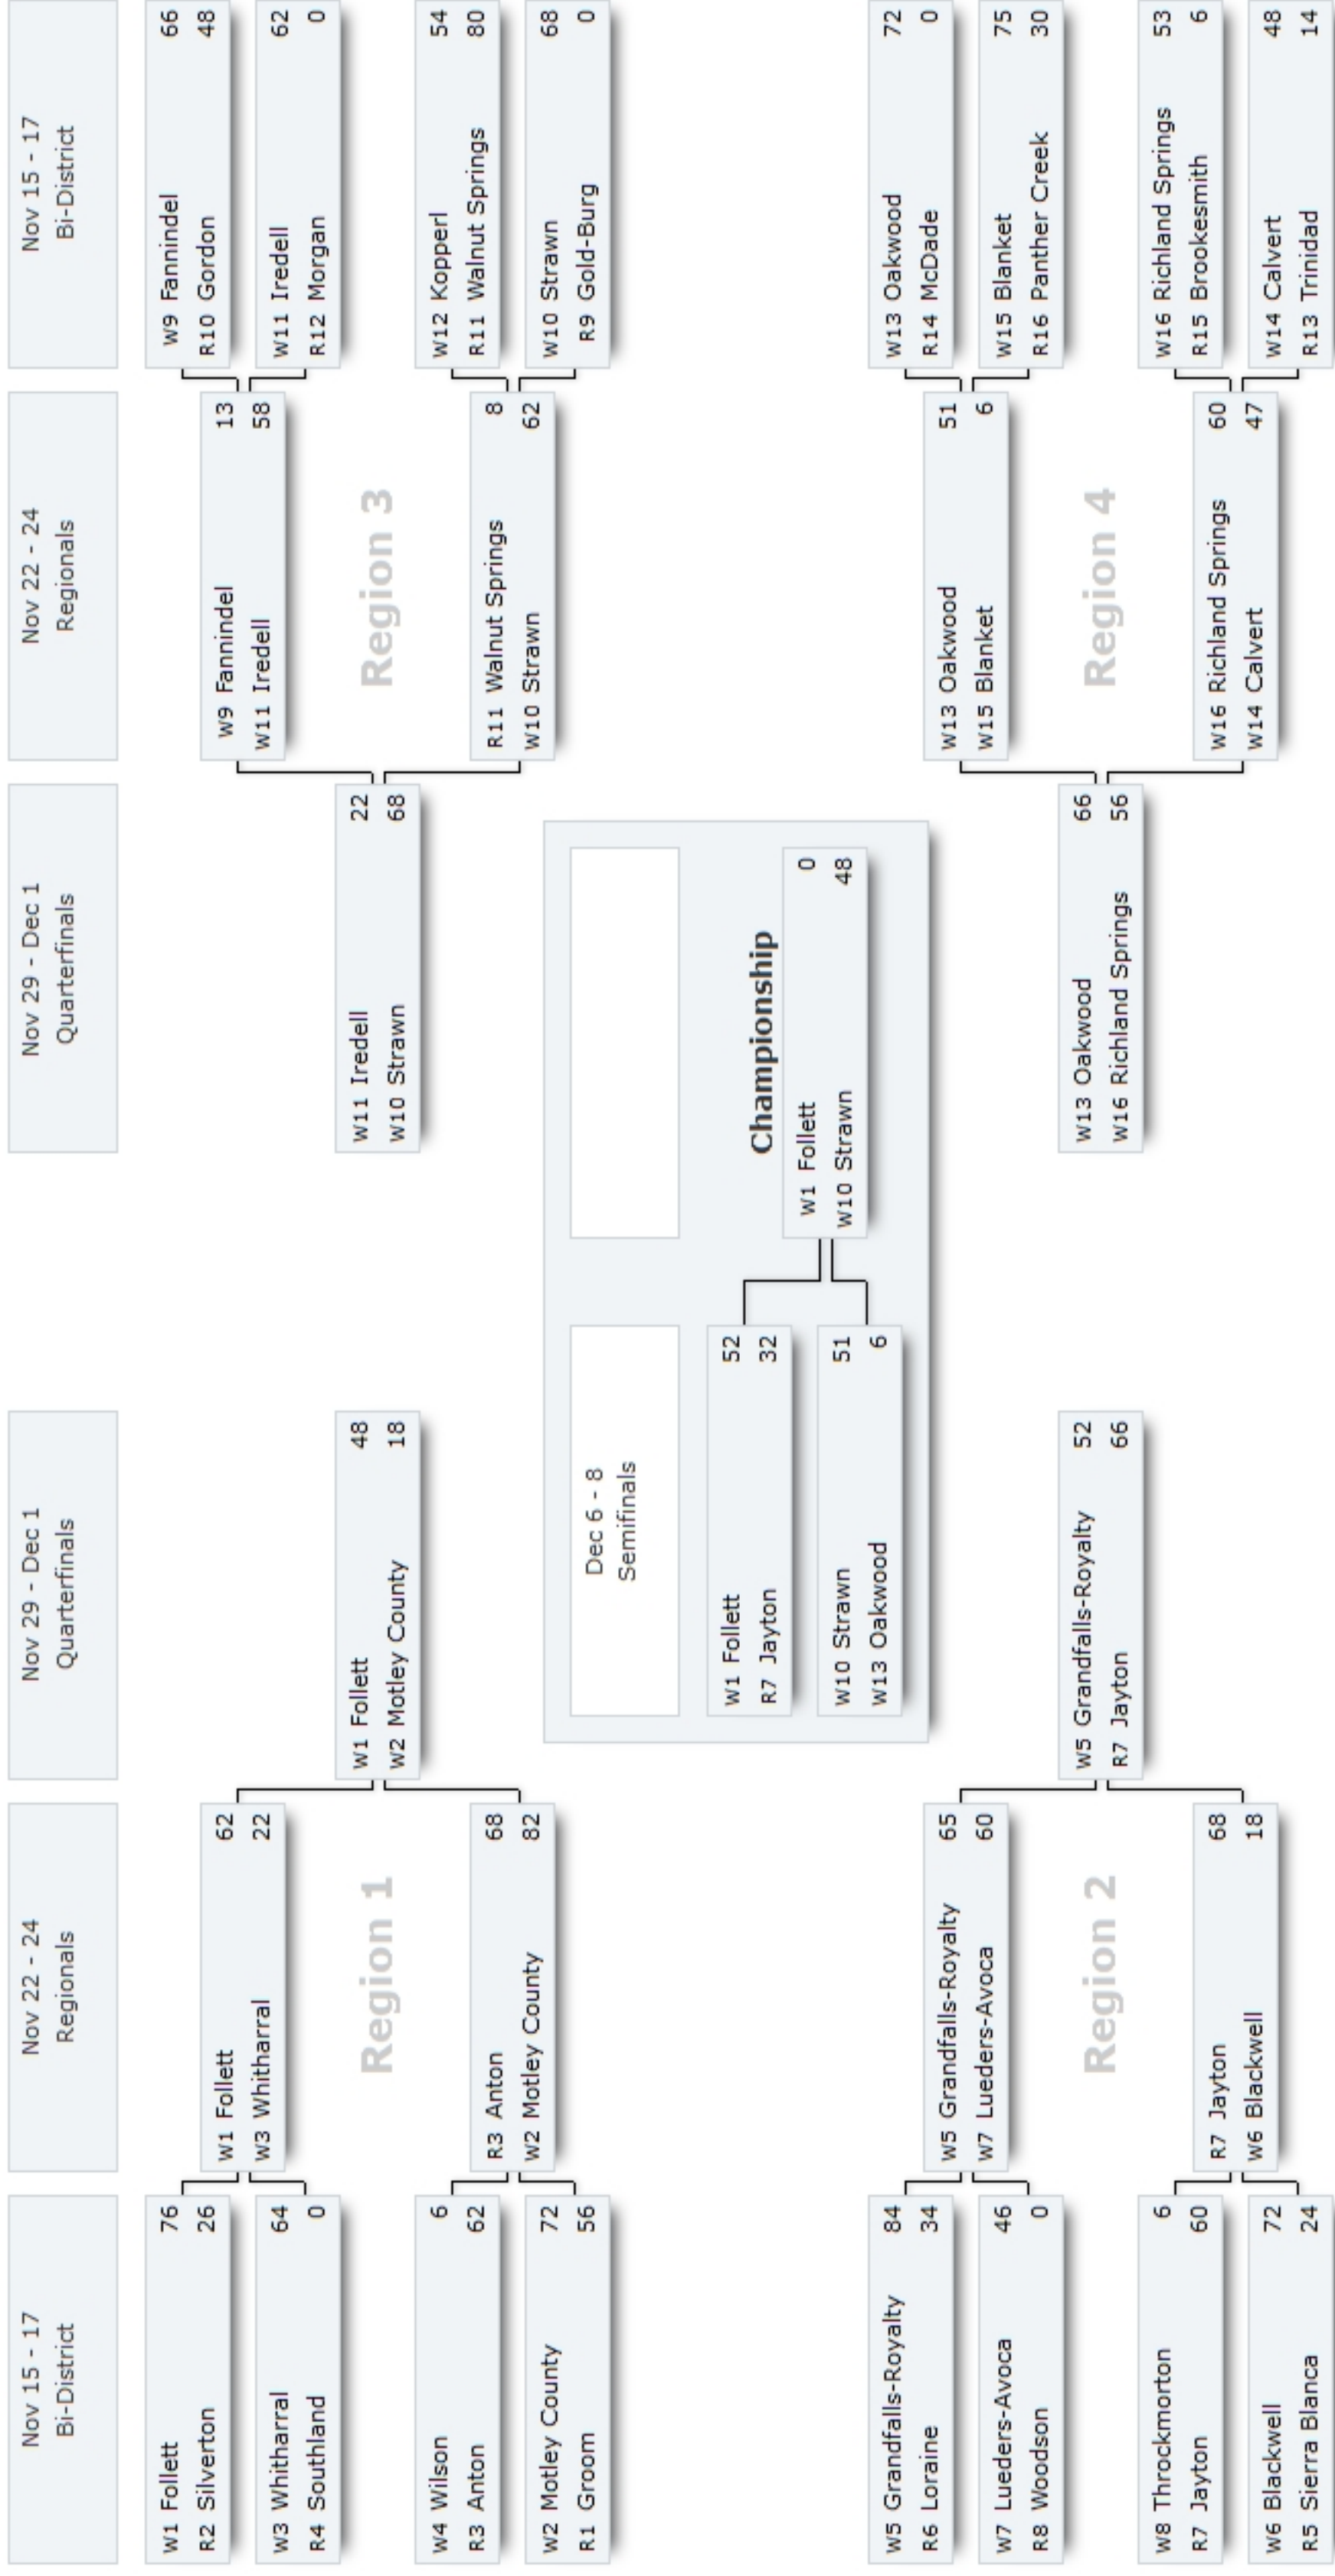 Nov 15 - 17
Bi-District
Nov 22 - 24
Regionals
Nov 29 - Dec 1
Quarterfinals
Nov 29 - Dec 1
Quarterfinals
Nov 22 - 24
Regionals
Nov 15 - 17
Bi-District
W1 Follett 76
R2 Silverton 26
W3 Whitharral 64
R4 Southland 0
W4 Wilson 6
R3 Anton 62
W2 Motley County 72
R1 Groom 56
W1 Follett 62
W3 Whitharral 22
Region 1
R3 Anton 68
W2 Motley County 82
W1 Follett 48
W2 Motley County 18
W11 Iredell 22
W10 Strawn 68
W9 Fannindel 13
W11 Iredell 58
Region 3
R11 Walnut Springs 8
W10 Strawn 62
W9 Fannindel 66
R10 Gordon 48
W11 Iredell 62
R12 Morgan 0
W12 Kopperl 54
R11 Walnut Springs 80
W10 Strawn 68
R9 Gold-Burg 0
Dec 6 - 8
Semifinals
W1 Follett 52
R7 Jayton 32
W10 Strawn 51
W13 Oakwood 6
Championship
W1 Follett 0
W10 Strawn 48
W5 Grandfalls-Royalty 84
R6 Loraine 34
W7 Lueders-Avoca 46
R8 Woodson 0
W8 Throckmorton 6
R7 Jayton 60
W6 Blackwell 72
R5 Sierra Blanca 24
W5 Grandfalls-Royalty 65
W7 Lueders-Avoca 60
Region 2
R7 Jayton 68
W6 Blackwell 18
W5 Grandfalls-Royalty 52
R7 Jayton 66
W13 Oakwood 66
W16 Richland Springs 56
W13 Oakwood 51
W15 Blanket 6
Region 4
W16 Richland Springs 60
W14 Calvert 47
W13 Oakwood 72
R14 McDade 0
W15 Blanket 75
R16 Panther Creek 30
W16 Richland Springs 53
R15 Brookesmith 6
W14 Calvert 48
R13 Trinidad 14